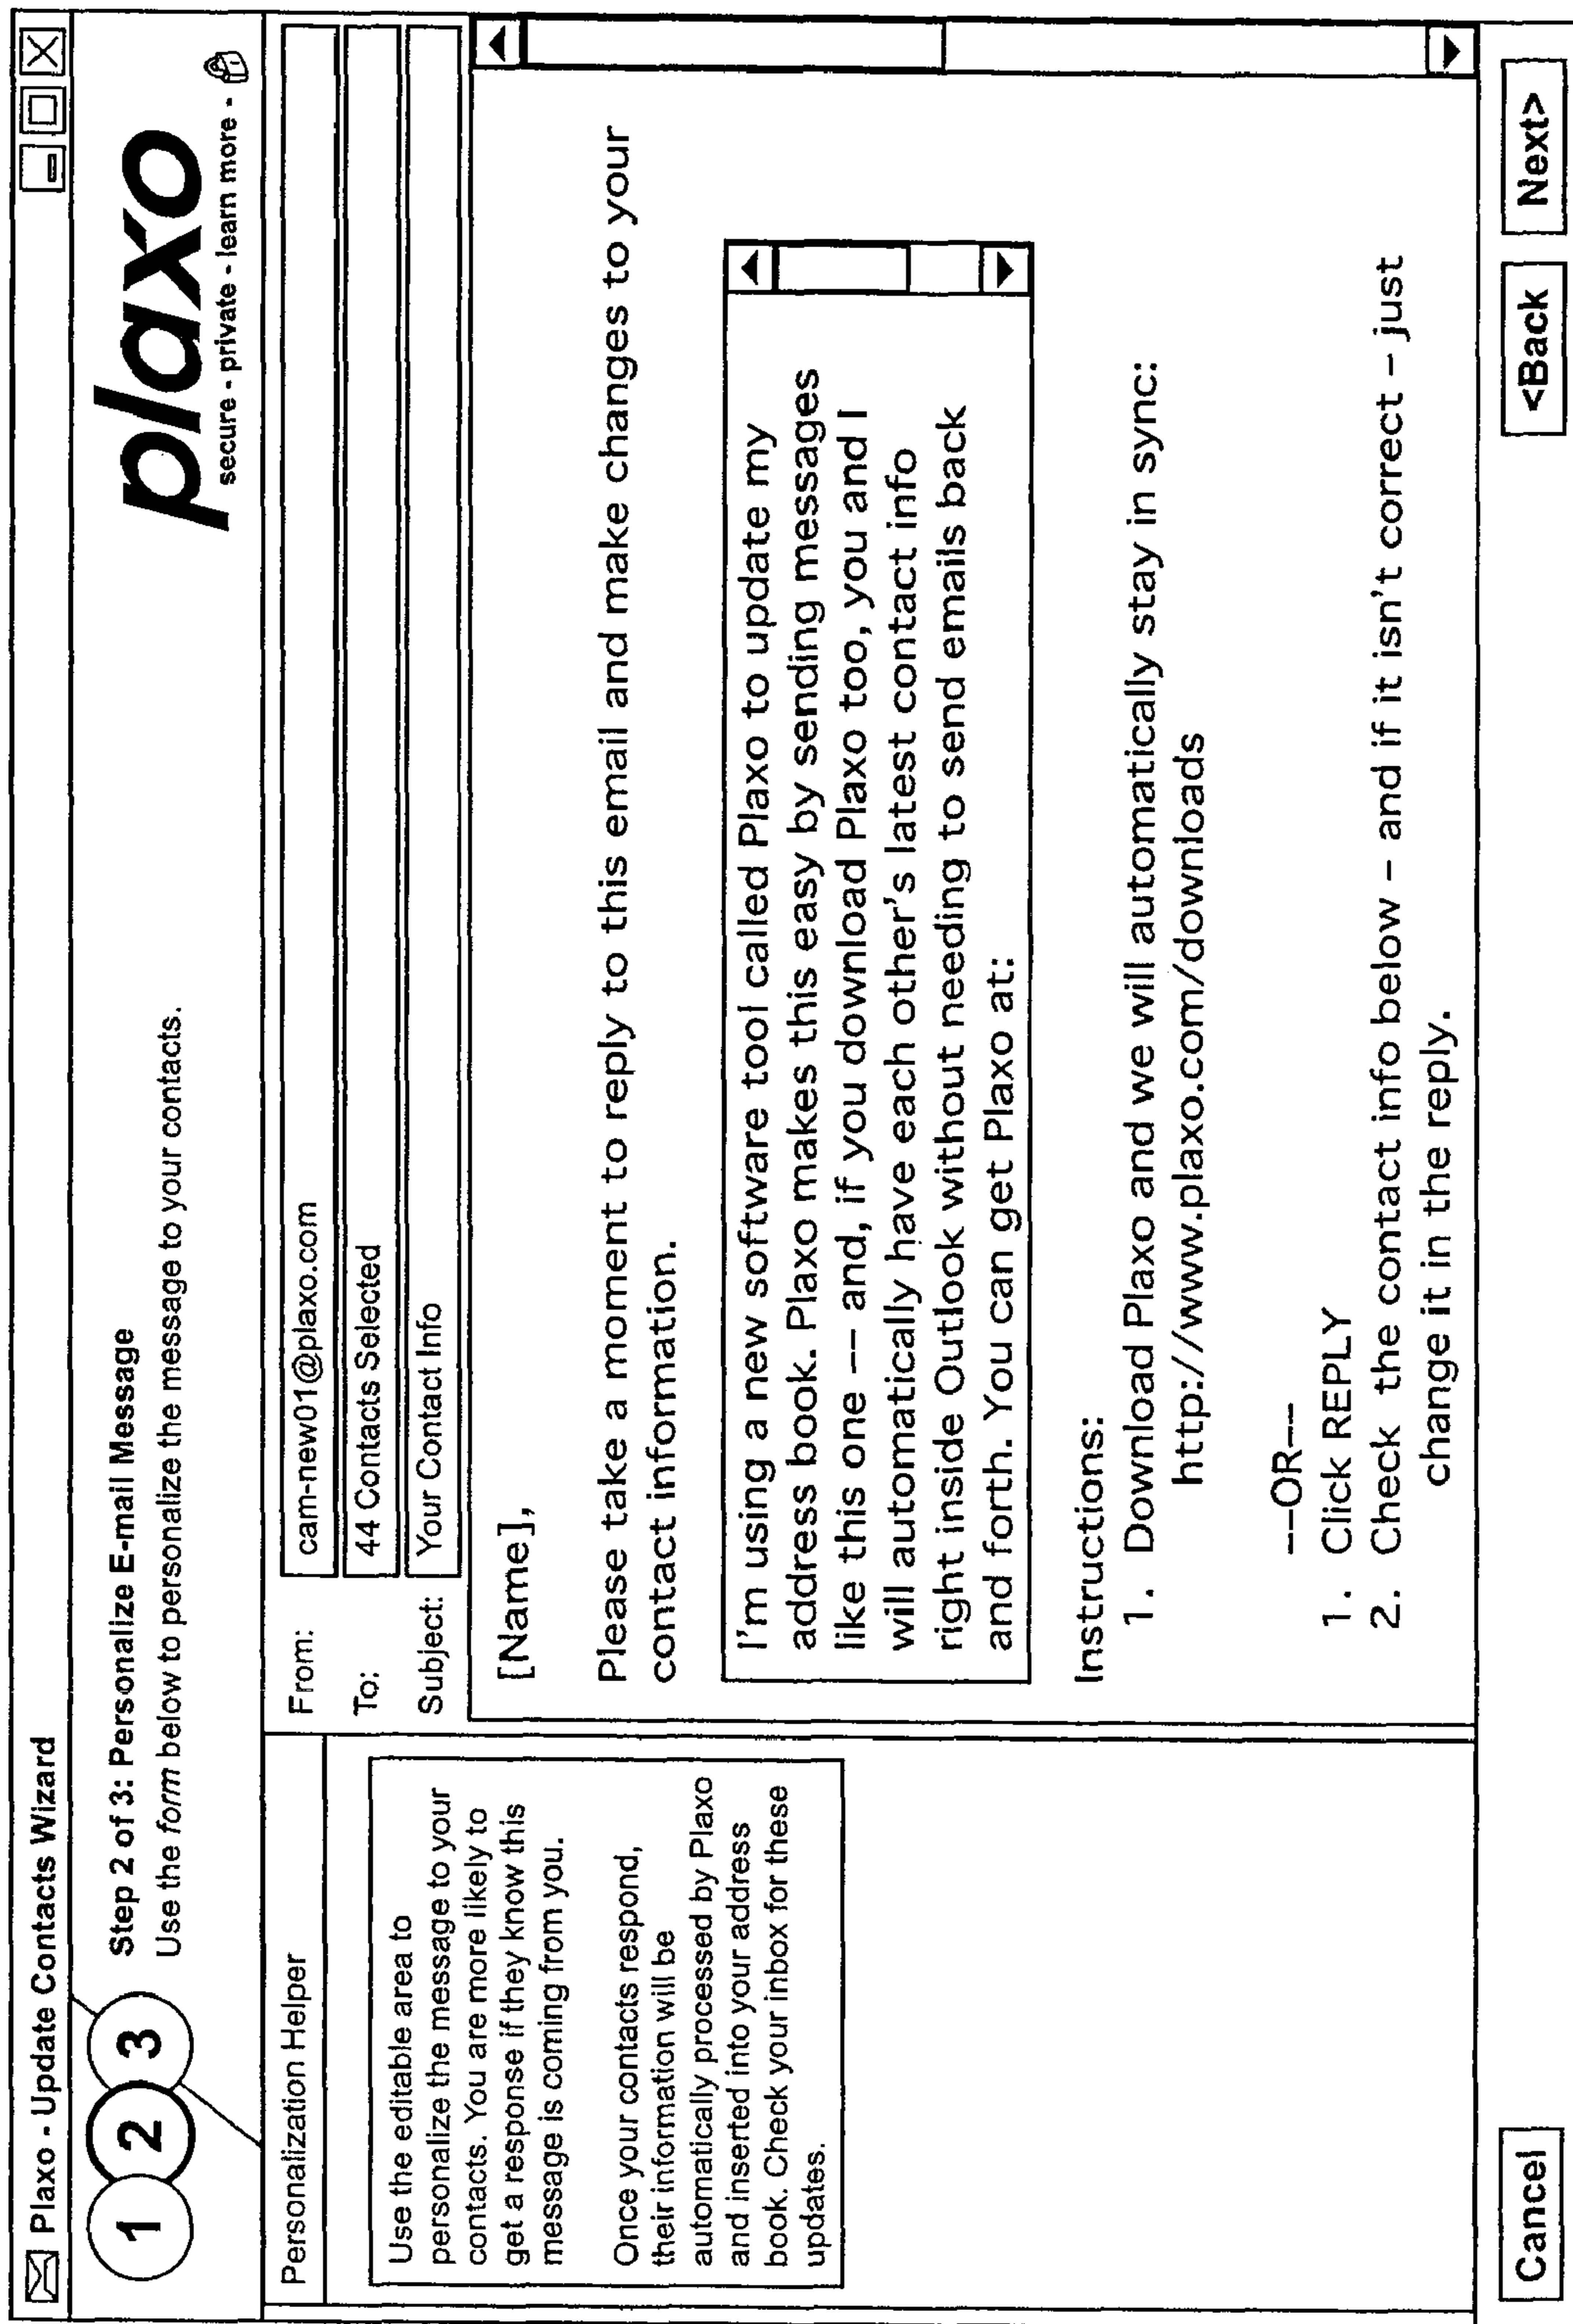 Plaxo - Update Contacts Wizard
1 2 3
Step 2 of 3: Personalize E-mail Message
Use the form below to personalize the message to your contacts.
plaxo
secure - private - learn more -
Personalization Helper
Use the editable area to
personalize the message to your
contacts. You are more likely to
get a response if they know this
message is coming from you.
Once your contacts respond,
their information will be
automatically processed by Plaxo
and inserted into your address
book. Check your inbox for these
updates.
From: cam-new01@plaxo.com
To: 44 Contacts Selected
Subject: Your Contact Info
[Name],
Please take a moment to reply to this email and make changes to your
contact information.
I'm using a new software tool called Plaxo to update my
address book. Plaxo makes this easy by sending messages
like this one -- and, if you download Plaxo too, you and I
will automatically have each other's latest contact info
right inside Outlook without needing to send emails back
and forth. You can get Plaxo at:
Instructions:
1. Download Plaxo and we will automatically stay in sync:
http://www.plaxo.com/downloads
--OR--
1. Click REPLY
2. Check the contact info below – and if it isn't correct – just
change it in the reply.
Cancel
<Back
Next>